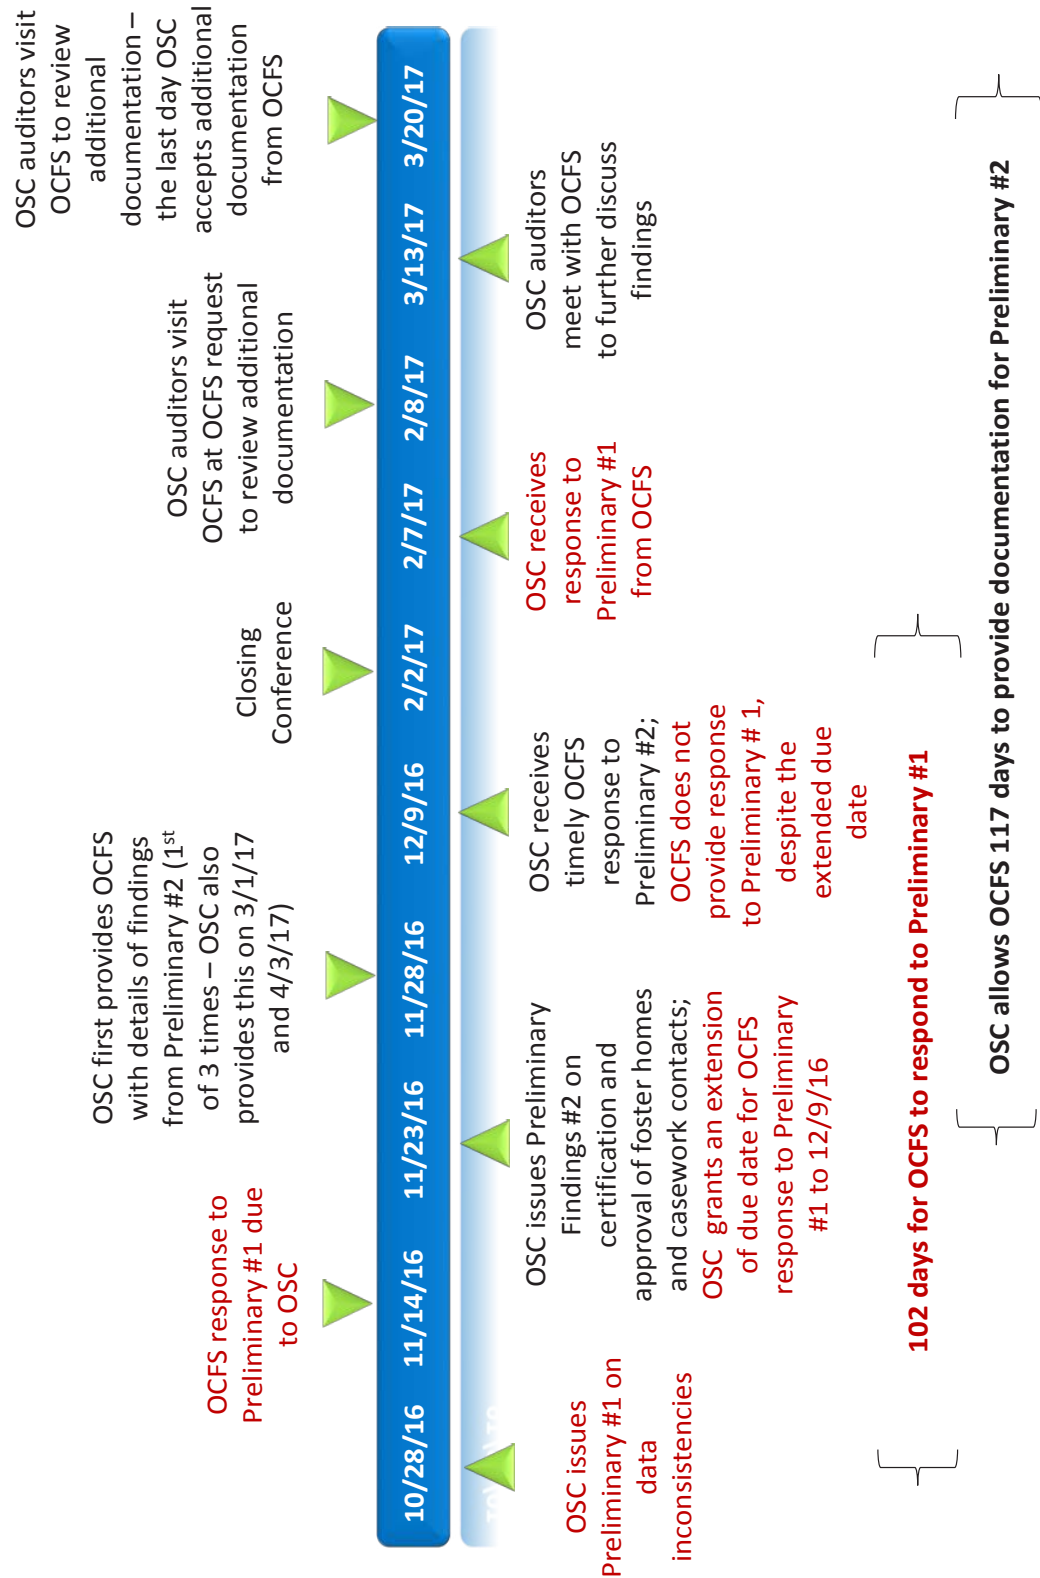 OCFS response to
Preliminary #1 due
to OSC
OSC first provides OCFS
with details of findings
from Preliminary #2 (1st
of 3 times – OSC also
provides this on 3/1/17
and 4/3/17)
Closing
Conference
OSC auditors visit
OCFS at OCFS request
to review additional
documentation
OSC auditors visit
OCFS to review
additional
documentation –
the last day OSC
accepts additional
documentation
from OCFS
10/28/16
11/14/16
11/23/16
11/28/16
12/9/16
2/2/17
2/7/17
2/8/17
3/13/17
3/20/17
OSC issues
Preliminary #1 on
data
inconsistencies
OSC issues Preliminary
Findings #2 on
certification and
approval of foster homes
and casework contacts;
OSC grants an extension
of due date for OCFS
response to Preliminary
#1 to 12/9/16
OSC receives
timely OCFS
response to
Preliminary #2;
OCFS does not
provide response
to Preliminary # 1,
despite the
extended due
date
OSC receives
response to
Preliminary #1
from OCFS
OSC auditors
meet with OCFS
to further discuss
findings
102 days for OCFS to respond to Preliminary #1
OSC allows OCFS 117 days to provide documentation for Preliminary #2